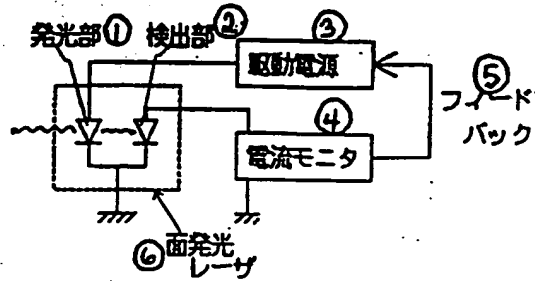 発光部①
検出部②
③
駆動電源
④
電流モニタ
⑤
フィード
バック
⑥面発光
レーザ